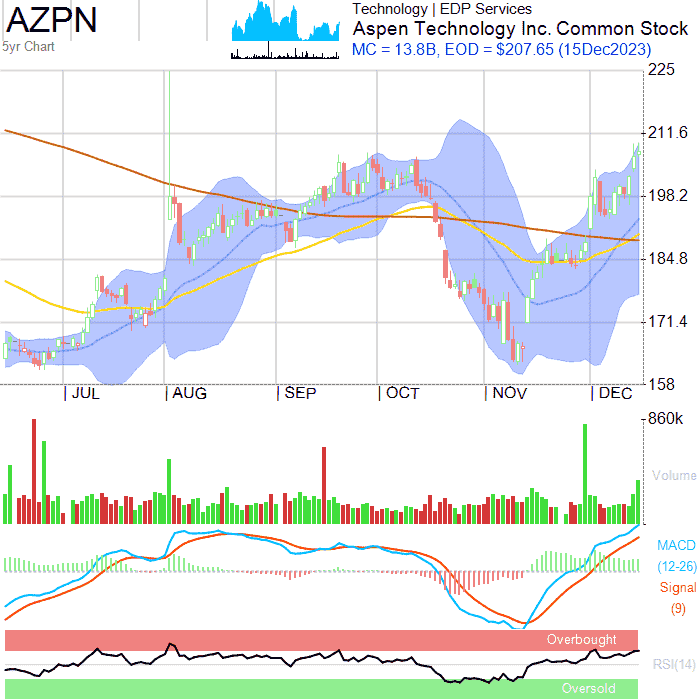 AZPN
5yr Chart
Technology | EDP Services
Aspen Technology Inc. Common Stock
MC = 13.8B, EOD = $207.65 (15Dec2023)
225
211.6
198.2
184.8
171.4
158
JUL AUG SEP OCT NOV DEC
860k
Volume
MACD
(12-26)
Signal
(9)
Overbought
RSI(14)
Oversold